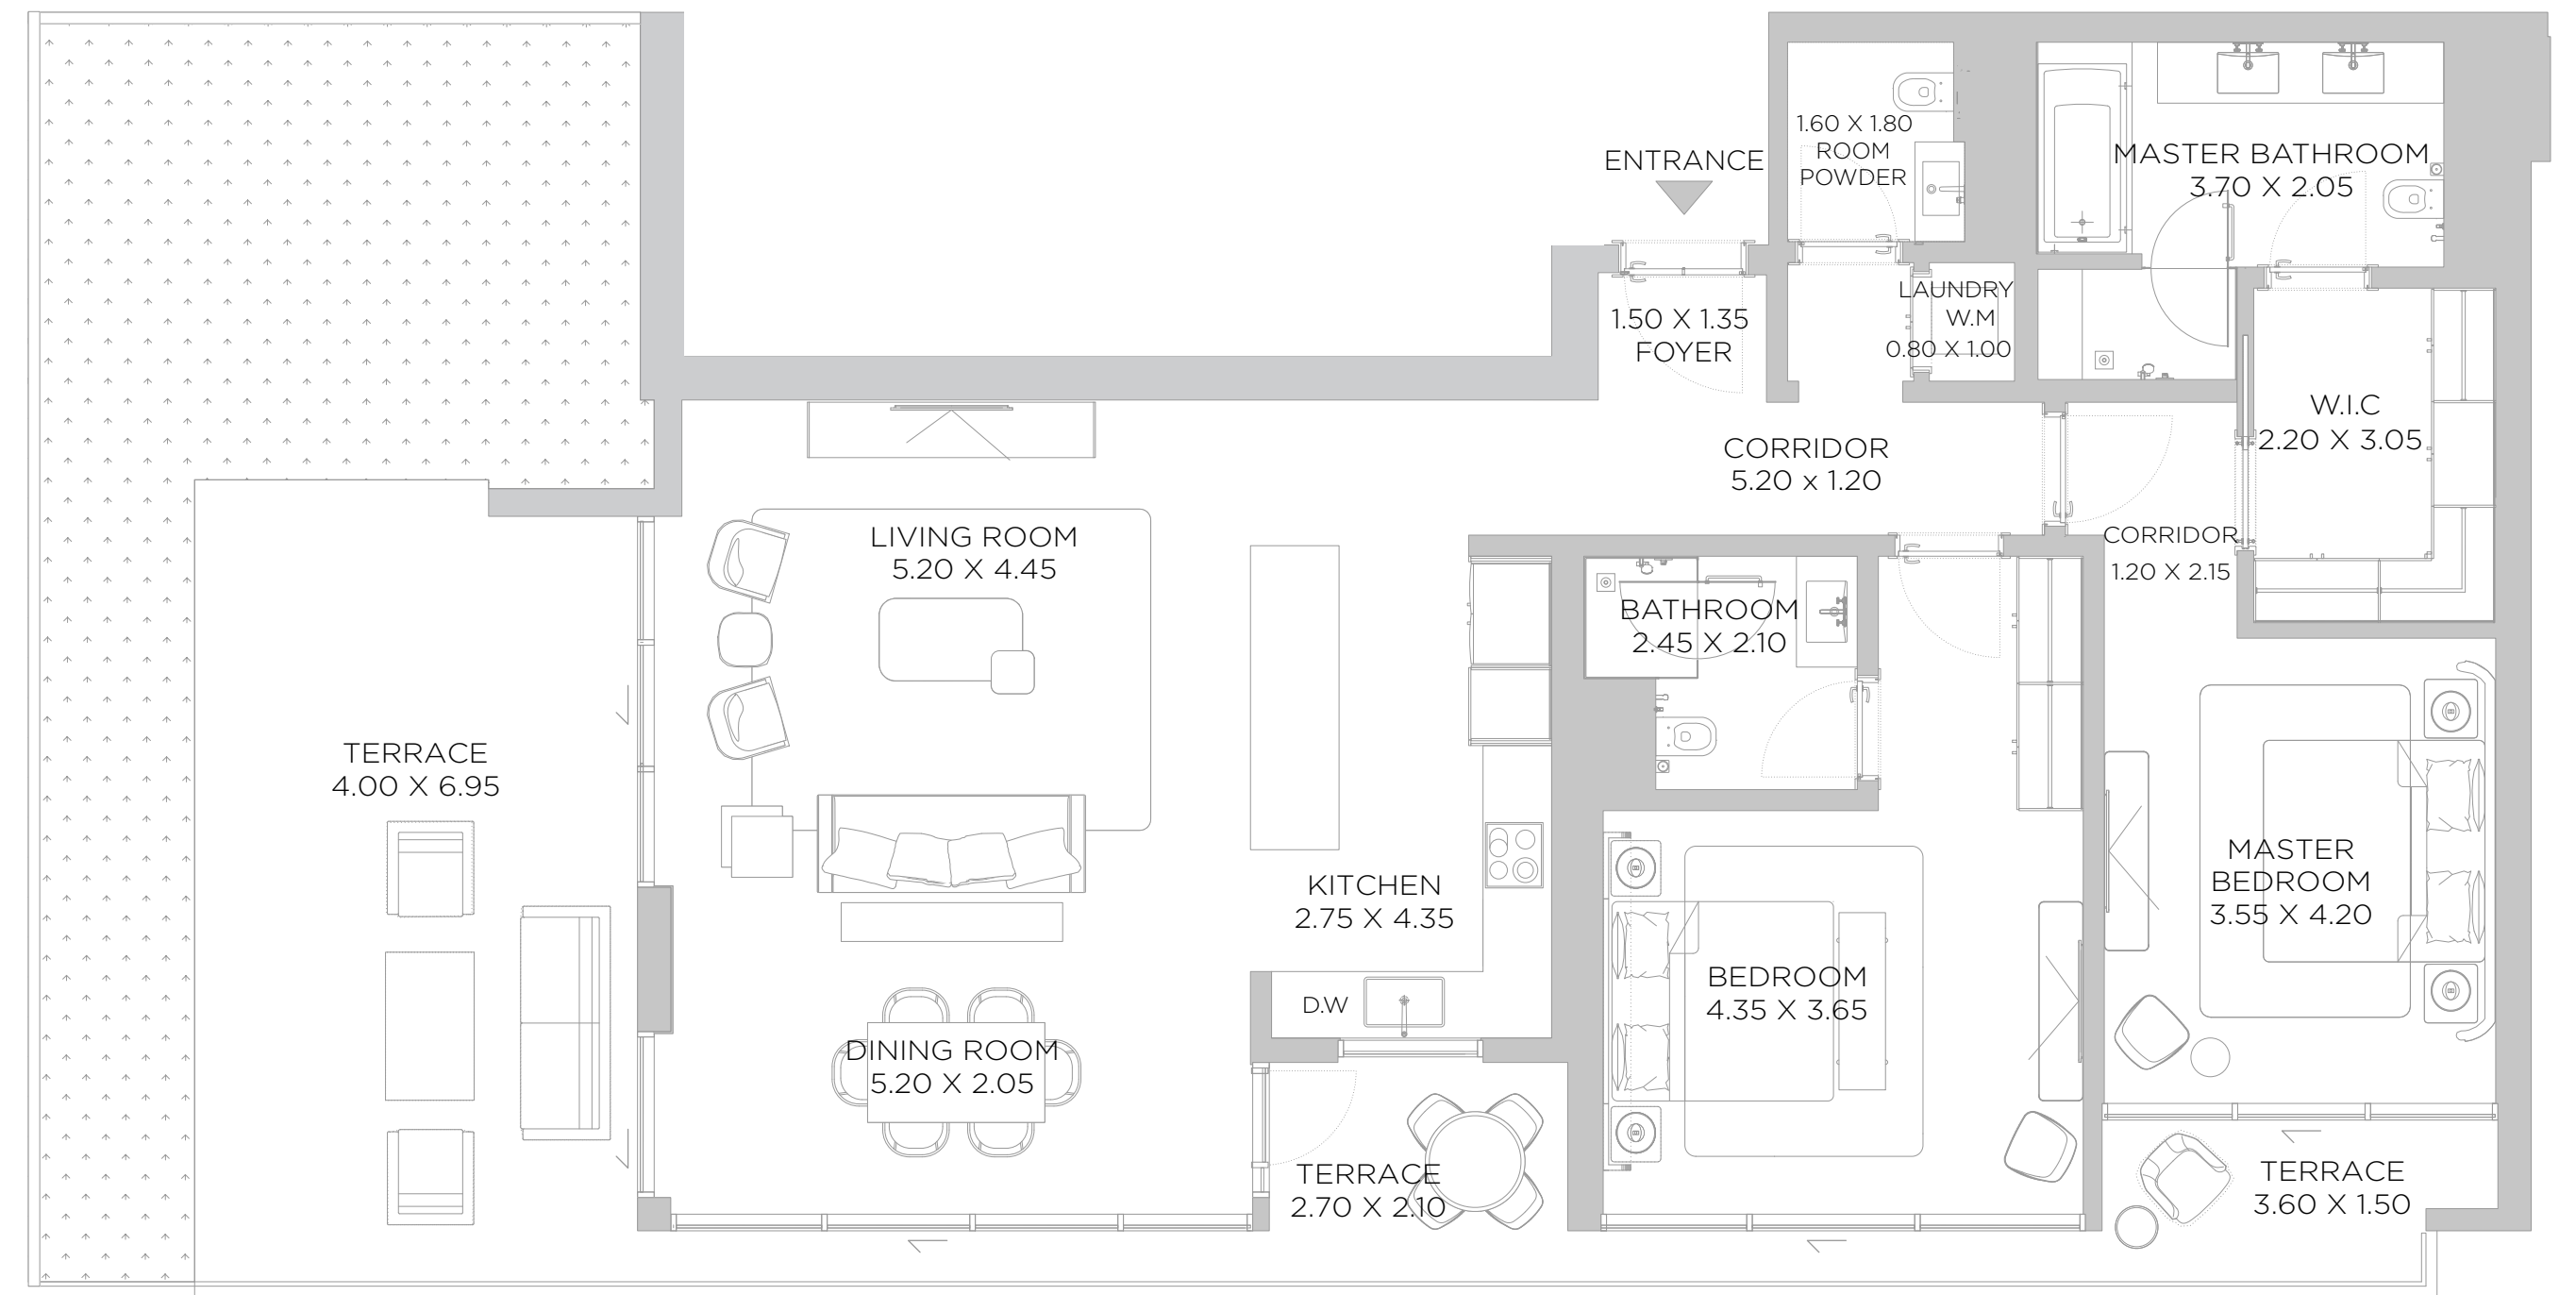 1.60 X 1.80
ROOM
POWDER
ENTRANCE
MASTER BATHROOM
3.70 X 2.05
LAUNDRY
W.M
0.80 X 1.00
1.50 X 1.35
FOYER
W.I.C
2.20 X 3.05
CORRIDOR
5.20 x 1.20
LIVING ROOM
5.20 X 4.45
CORRIDOR
1.20 X 2.15
BATHROOM
2.45 X 2.10
TERRACE
4.00 X 6.95
MASTER
BEDROOM
3.55 X 4.20
KITCHEN
2.75 X 4.35
BEDROOM
4.35 X 3.65
D.W
DINING ROOM
5.20 X 2.05
TERRACE
2.70 X 2.10
TERRACE
3.60 X 1.50